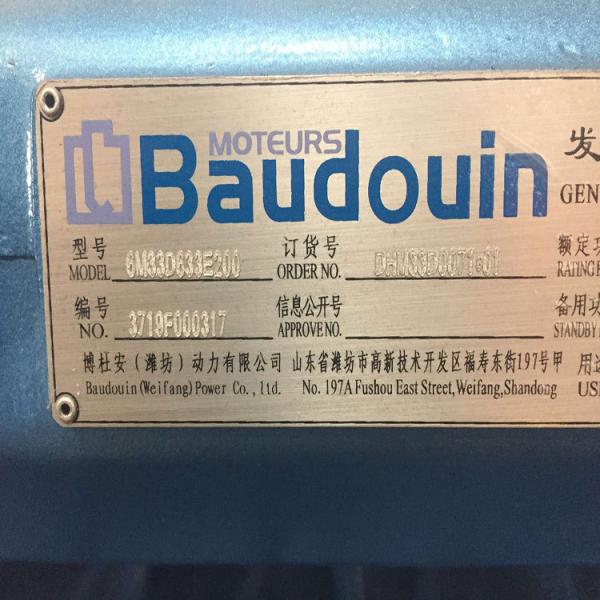 MOTEURS
Baudouin
发
GEN
型号 6M33D633E200 订货号 额定功
MODEL ORDER NO. RATING
编号 3719F000317 信息公开号 备用功
NO. APPROVE NO. STANDBY
博杜安（潍坊）动力有限公司 山东省潍坊市高新技术开发区福寿东街197号甲 用途
Baudouin (Weifang) Power Co., ltd. No. 197A Fushou East Street, Weifang, Shandong US